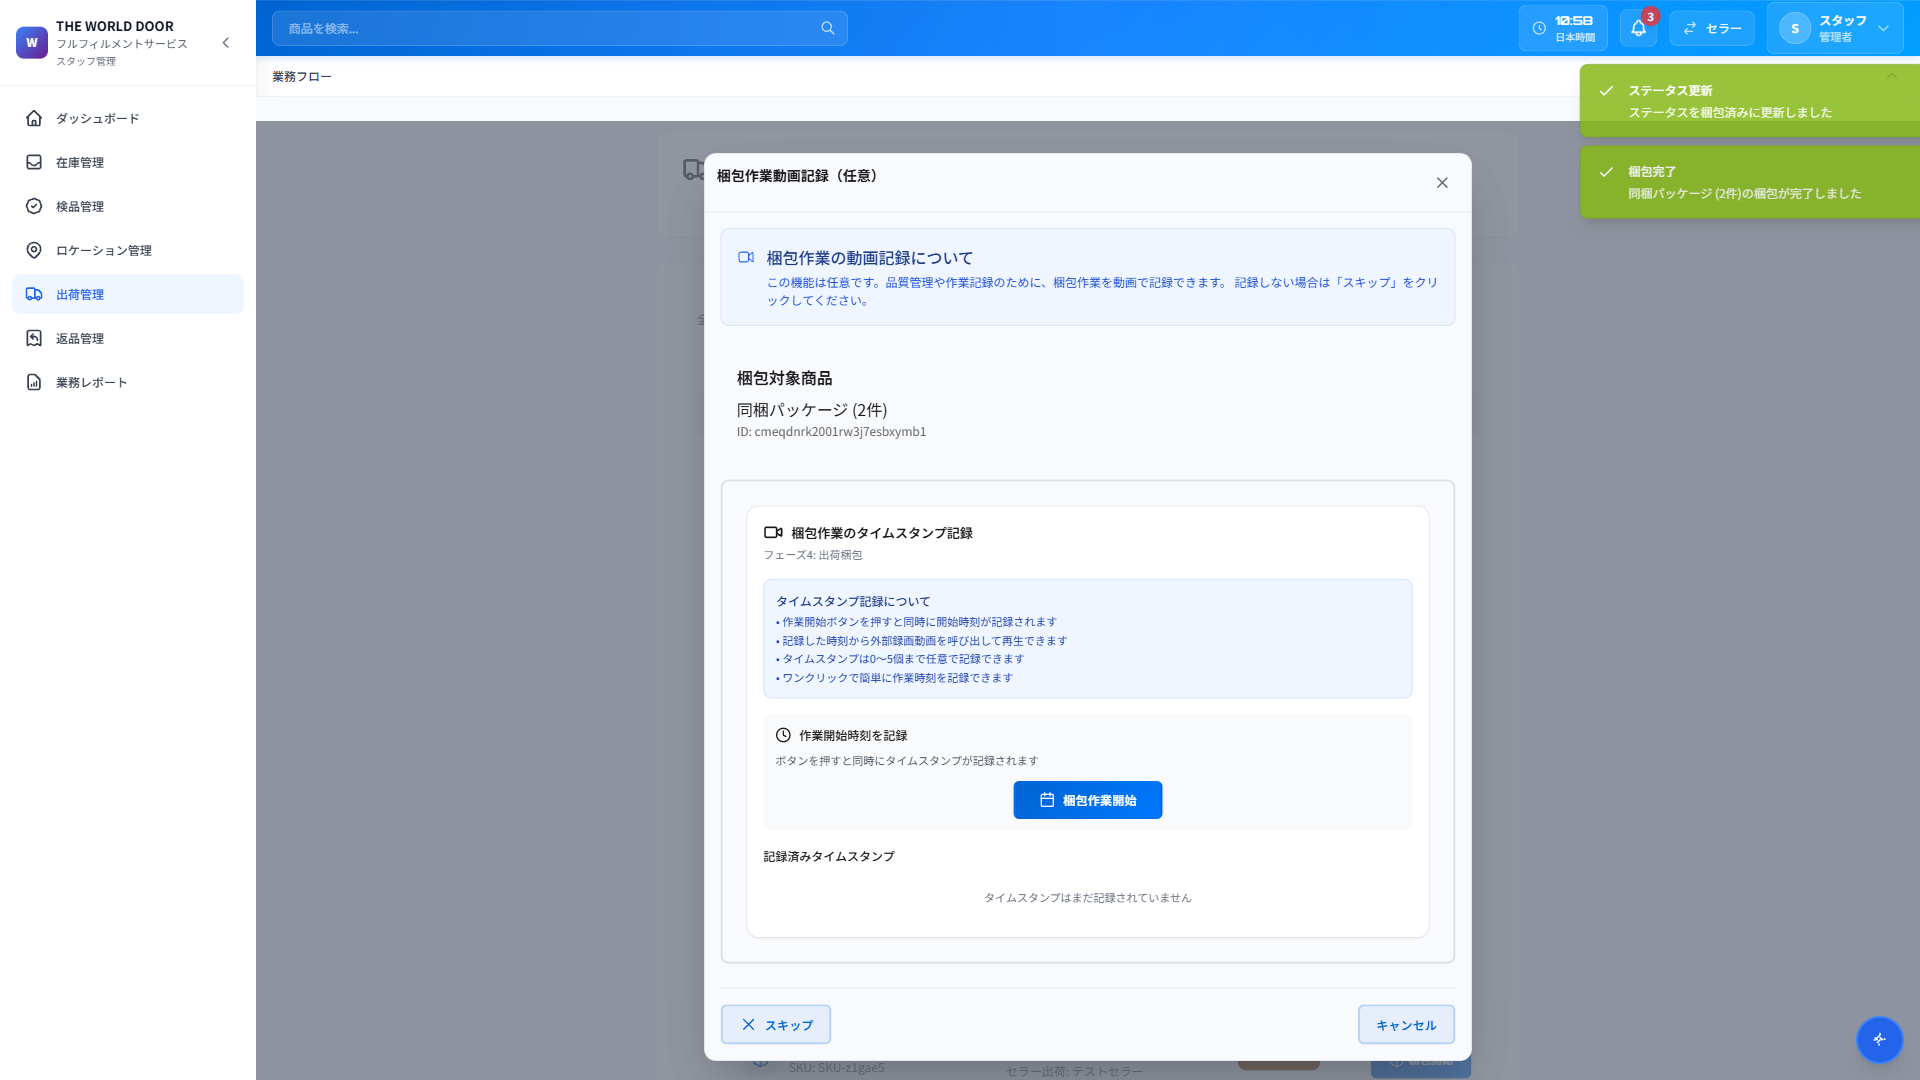 W
THE WORLD DOOR
フルフィルメントサービス
スタッフ管理
ダッシュボード
在庫管理
検品管理
ロケーション管理
出荷管理
返品管理
業務レポート
商品を検索...
10:58
日本時間
3
セラー
S
スタッフ
管理者
業務フロー
ステータス更新
ステータスを梱包済みに更新しました
梱包完了
同梱パッケージ (2件)の梱包が完了しました
梱包作業動画記録（任意）
梱包作業の動画記録について
この機能は任意です。品質管理や作業記録のために、梱包作業を動画で記録できます。 記録しない場合は「スキップ」をクリ
ックしてください。
梱包対象商品
同梱パッケージ (2件)
ID: cmeqdnrk2001rw3j7esbxymb1
梱包作業のタイムスタンプ記録
フェーズ4: 出荷梱包
タイムスタンプ記録について
• 作業開始ボタンを押すと同時に開始時刻が記録されます
• 記録した時刻から外部録画動画を呼び出して再生できます
• タイムスタンプは0〜5個まで任意で記録できます
• ワンクリックで簡単に作業時刻を記録できます
作業開始時刻を記録
ボタンを押すと同時にタイムスタンプが記録されます
梱包作業開始
記録済みタイムスタンプ
タイムスタンプはまだ記録されていません
スキップ
キャンセル
SKU: SKU-z1gae5
セラー出荷: テストセラー